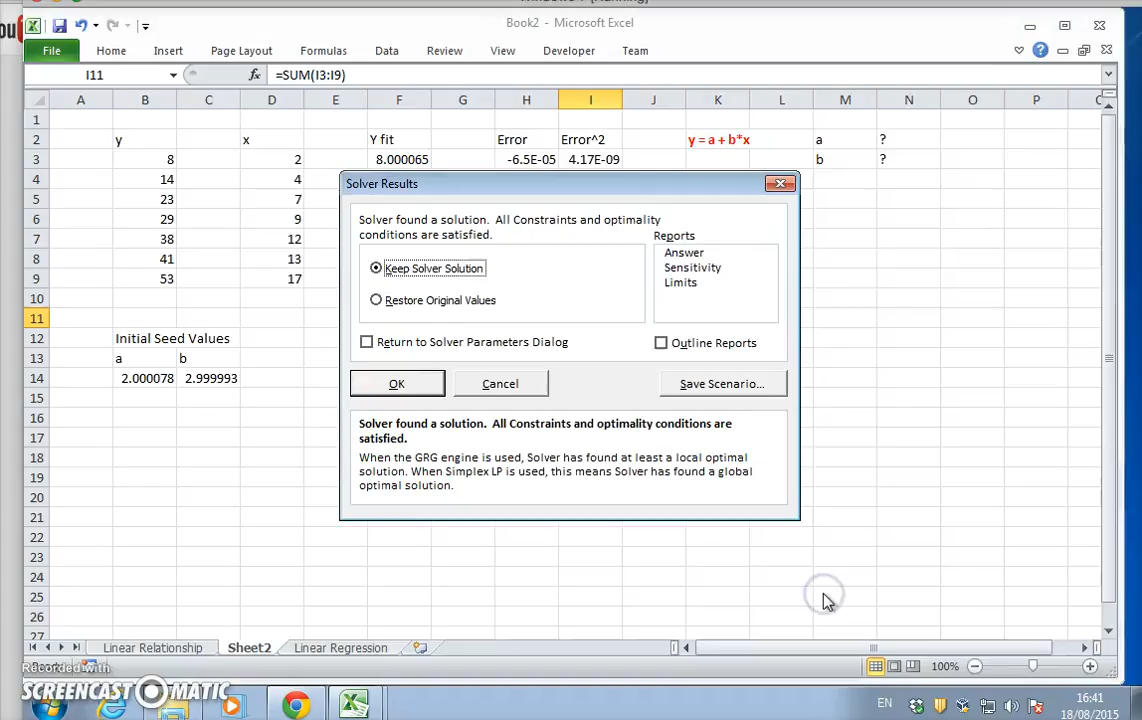 Book2 - Microsoft Excel
File Home Insert Page Layout Formulas Data Review View Developer Team
I11 fx =SUM(I3:I9)
A B C D E F G H I J K L M N O P
1
2 y x Y fit Error Error^2 y = a + b*x a ?
3 8 2 8.000065 -6.5E-05 4.17E-09 b ?
4 14 4
5 23 7
6 29 9
7 38 12
8 41 13
9 53 17
10
11
12 Initial Seed Values
13 a b
14 2.000078 2.999993
15
16
17
18
19
20
21
22
23
24
25
26
27
Solver Results
Solver found a solution. All Constraints and optimality
conditions are satisfied.
Reports
Answer
Sensitivity
Limits
Keep Solver Solution
Restore Original Values
Return to Solver Parameters Dialog
Outline Reports
OK Cancel Save Scenario...
Solver found a solution. All Constraints and optimality conditions are
satisfied.
When the GRG engine is used, Solver has found at least a local optimal
solution. When Simplex LP is used, this means Solver has found a global
optimal solution.
Linear Relationship Sheet2 Linear Regression
100%
Recorded with
SCREENCAST-O-MATIC
EN
16:41
18/08/2015